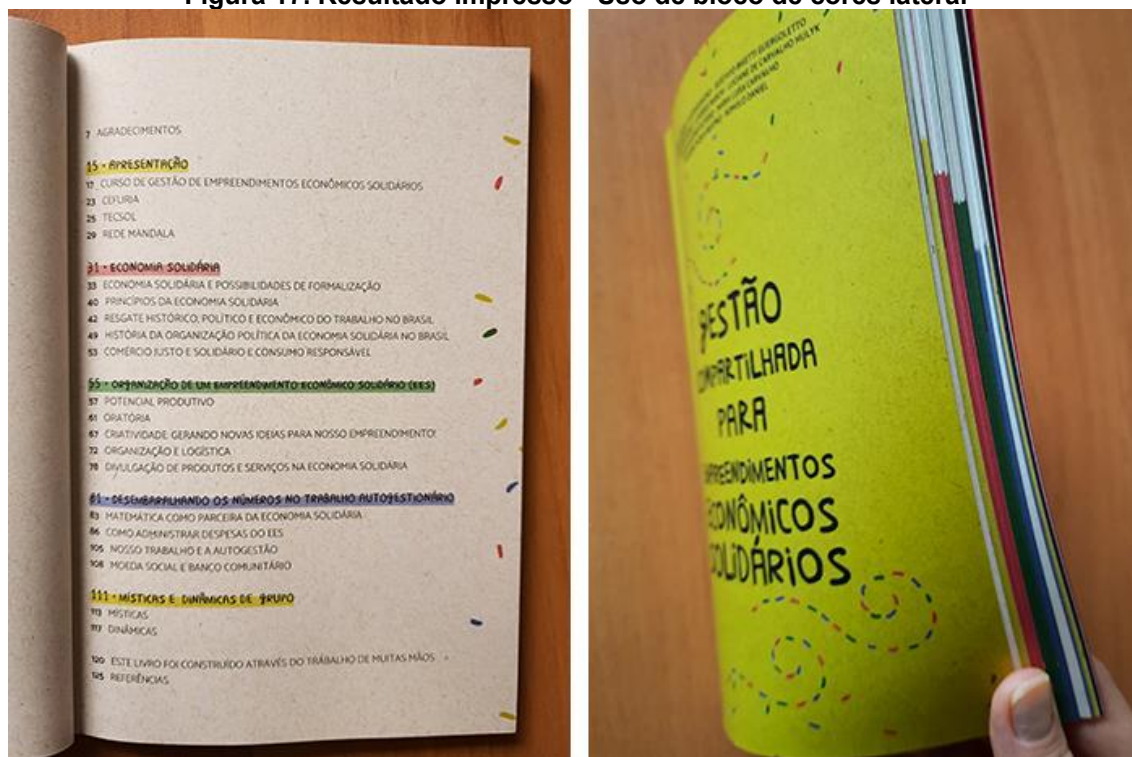 Figura 17: Resultado impresso - Uso de bloco de cores lateral
7 AGRADECIMENTOS
15 - APRESENTAÇÃO
17 CURSO DE GESTÃO DE EMPREENDIMENTOS ECONÔMICOS SOLIDÁRIOS
23 CEFURIA
25 TECSOL
29 REDE MANDALA
31 - ECONOMIA SOLIDÁRIA
33 ECONOMIA SOLIDÁRIA E POSSIBILIDADES DE FORMALIZAÇÃO
40 PRINCÍPIOS DA ECONOMIA SOLIDÁRIA
42 RESGATE HISTÓRICO, POLÍTICO E ECONÔMICO DO TRABALHO NO BRASIL
49 HISTÓRIA DA ORGANIZAÇÃO POLÍTICA DA ECONOMIA SOLIDÁRIA NO BRASIL
53 COMÉRCIO JUSTO E SOLIDÁRIO E CONSUMO RESPONSÁVEL
55 - ORGANIZAÇÃO DE UM EMPREENDIMENTO ECONÔMICO SOLIDÁRIO (EES)
57 POTENCIAL PRODUTIVO
61 ORATÓRIA
67 CRIATIVIDADE: GERANDO NOVAS IDEIAS PARA NOSSO EMPREENDIMENTO!
72 ORGANIZAÇÃO E LOGÍSTICA
78 DIVULGAÇÃO DE PRODUTOS E SERVIÇOS NA ECONOMIA SOLIDÁRIA
81 - DESEMBARALHANDO OS NÚMEROS NO TRABALHO AUTOGESTIONÁRIO
83 MATEMÁTICA COMO PARCEIRA DA ECONOMIA SOLIDÁRIA
86 COMO ADMINISTRAR DESPESAS DO EES
105 NOSSO TRABALHO E A AUTOGESTÃO
108 MOEDA SOCIAL E BANCO COMUNITÁRIO
111 - MÍSTICAS E DINÂMICAS DE GRUPO
113 MÍSTICAS
117 DINÂMICAS
120 ESTE LIVRO FOI CONSTRUÍDO ATRAVÉS DO TRABALHO DE MUITAS MÃOS
125 REFERÊNCIAS
GESTÃO
COMPARTILHADA
PARA
EMPREENDIMENTOS
ECONÔMICOS
SOLIDÁRIOS